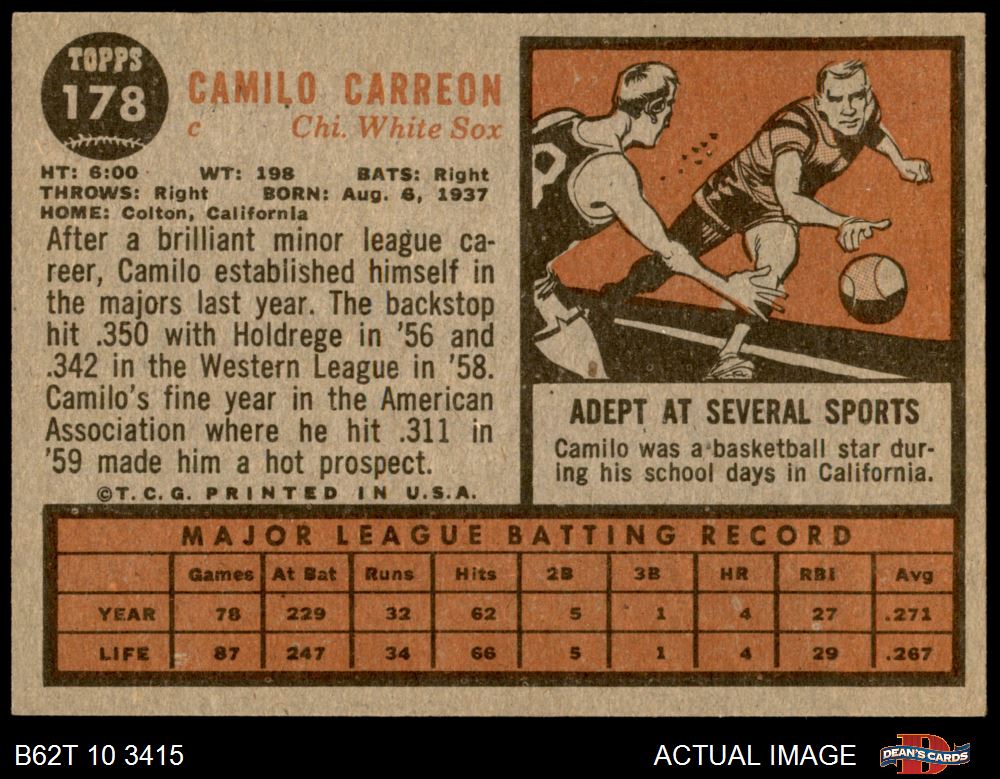 TOPPS
178
CAMILO CARREON
c Chi. White Sox
HT: 6:00 WT: 198 BATS: Right
THROWS: Right BORN: Aug. 6, 1937
HOME: Colton, California
After a brilliant minor league ca-
reer, Camilo established himself in
the majors last year. The backstop
hit .350 with Holdrege in '56 and
.342 in the Western League in '58.
Camilo's fine year in the American
Association where he hit .311 in
'59 made him a hot prospect.
©T.C.G. PRINTED IN U.S.A.
P
ADEPT AT SEVERAL SPORTS
Camilo was a basketball star dur-
ing his school days in California.
MAJOR LEAGUE BATTING RECORD
Games At Bat Runs Hits 2B 3B HR RBI Avg
YEAR 78 229 32 62 5 1 4 27 .271
LIFE 87 247 34 66 5 1 4 29 .267
B62T 10 3415
ACTUAL IMAGE
D
DEAN'S CARDS